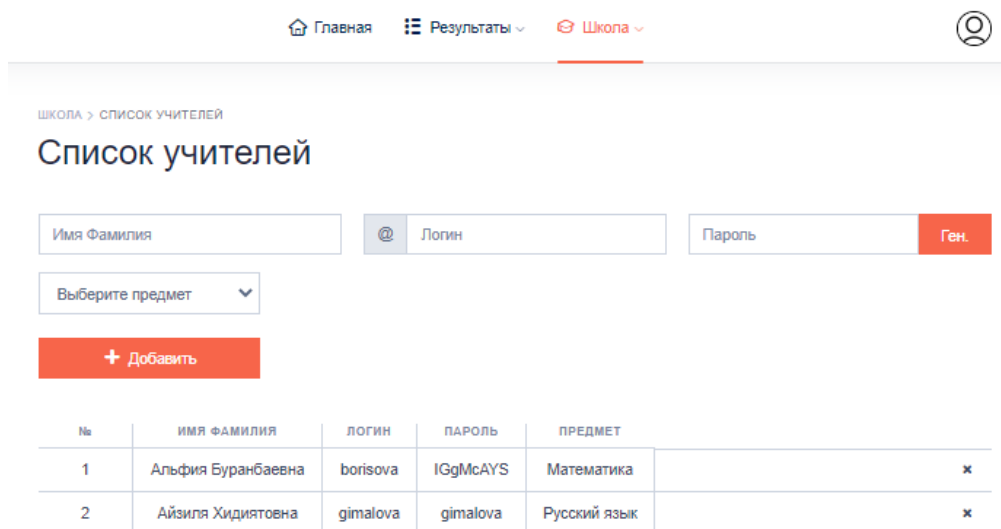 Главная Результаты Школа
ШКОЛА > СПИСОК УЧИТЕЛЕЙ
Список учителей
Имя Фамилия @ Логин Пароль Ген.
Выберите предмет
+ Добавить
№ ИМЯ ФАМИЛИЯ ЛОГИН ПАРОЛЬ ПРЕДМЕТ
1 Альфия Буранбаевна borisova IGgMcAYS Математика ×
2 Айзиля Хидиятовна gimalova gimalova Русский язык ×